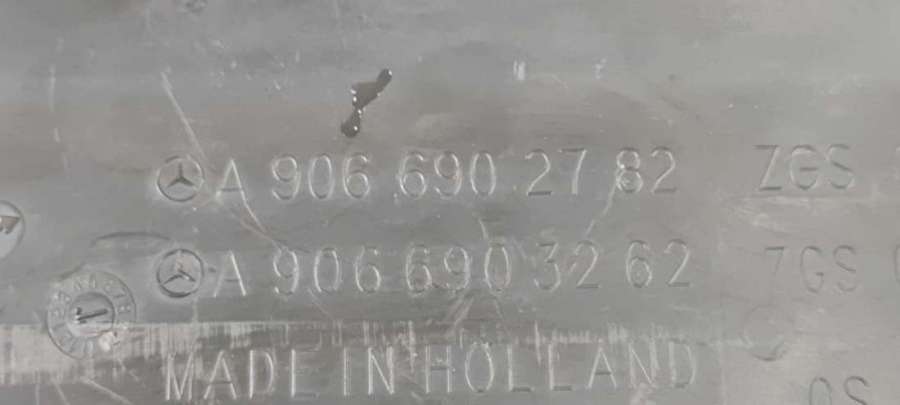 A 906 690 27 82 ZGS
A 906 690 32 62 ZGS
MADE IN HOLLAND